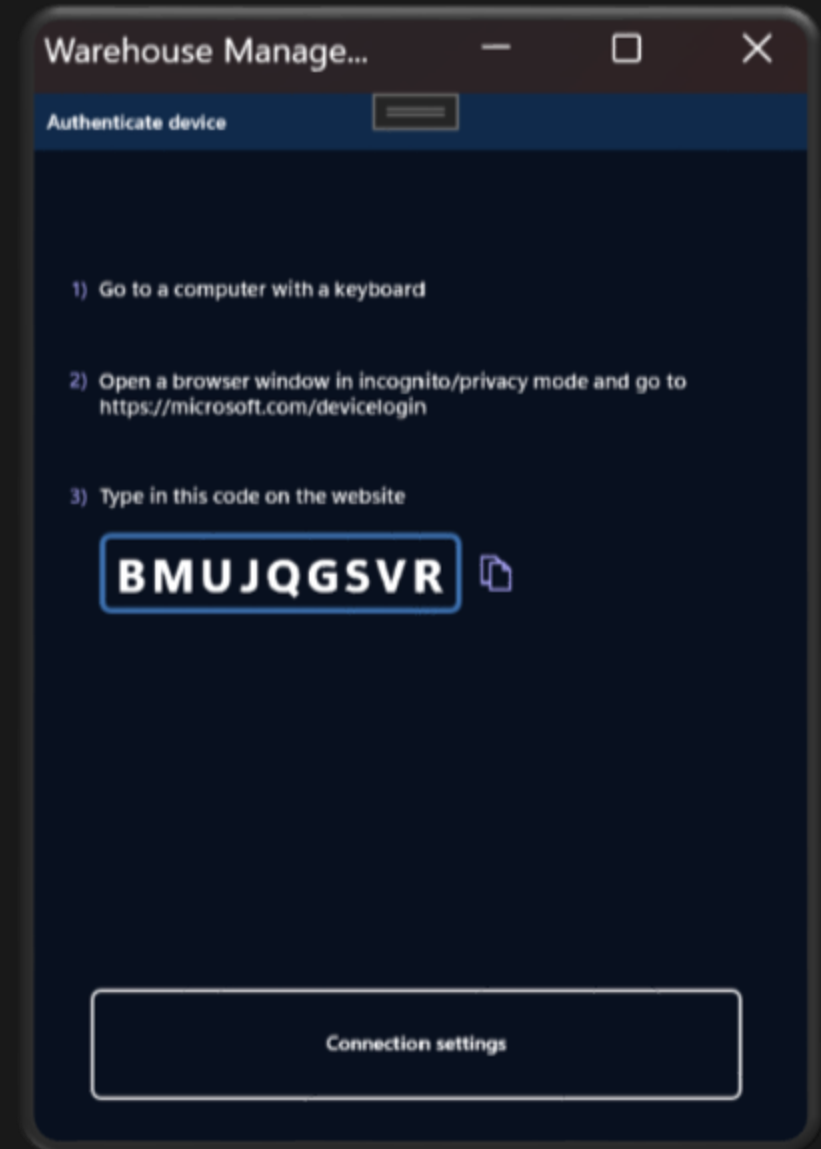 Warehouse Manage...
Authenticate device
1) Go to a computer with a keyboard
2) Open a browser window in incognito/privacy mode and go to
https://microsoft.com/devicelogin
3) Type in this code on the website
BMUJQGSVR
Connection settings